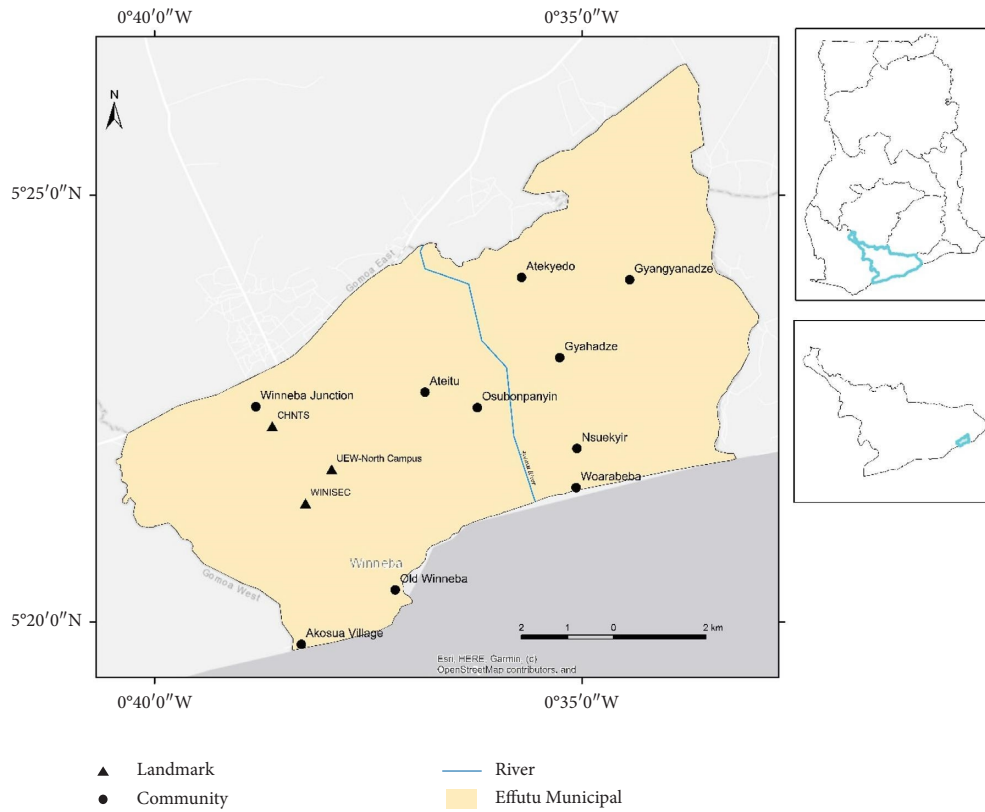 0°40′0″W
0°35′0″W
N
5°25′0″N
Gomoa East
Atekyedo
Gyangyanadze
Gyahadze
Ateitu
Osubonpanyin
Winneba Junction
CHNTS
UEW-North Campus
WINISEC
Nsuekyir
River
Woarabeba
Winneba
Old Winneba
Gomoa West
5°20′0″N
Akosua Village
2 1 0 2 km
Esri, HERE, Garmin, (c)
OpenStreetMap contributors, and
0°40′0″W
0°35′0″W
Landmark
River
Community
Effutu Municipal